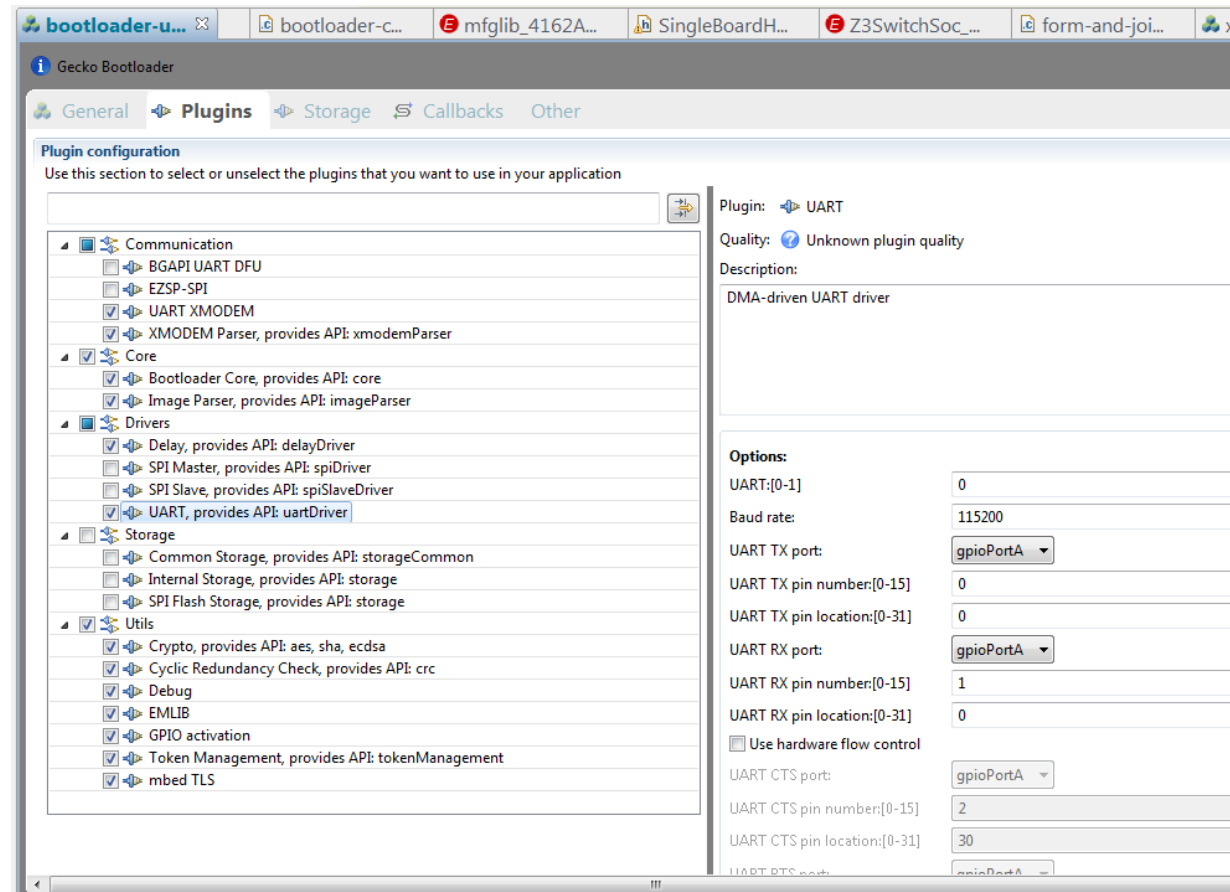 bootloader-u...
bootloader-c...
mfglib_4162A...
SingleBoardH...
Z3SwitchSoc_...
form-and-joi...
Gecko Bootloader
General
Plugins
Storage
Callbacks
Other
Plugin configuration
Use this section to select or unselect the plugins that you want to use in your application
Communication
BGAPI UART DFU
EZSP-SPI
UART XMODEM
XMODEM Parser, provides API: xmodemParser
Core
Bootloader Core, provides API: core
Image Parser, provides API: imageParser
Drivers
Delay, provides API: delayDriver
SPI Master, provides API: spiDriver
SPI Slave, provides API: spiSlaveDriver
UART, provides API: uartDriver
Storage
Common Storage, provides API: storageCommon
Internal Storage, provides API: storage
SPI Flash Storage, provides API: storage
Utils
Crypto, provides API: aes, sha, ecdsa
Cyclic Redundancy Check, provides API: crc
Debug
EMLIB
GPIO activation
Token Management, provides API: tokenManagement
mbed TLS
Plugin: UART
Quality: Unknown plugin quality
Description:
DMA-driven UART driver
Options:
UART:[0-1] 0
Baud rate: 115200
UART TX port: gpioPortA
UART TX pin number:[0-15] 0
UART TX pin location:[0-31] 0
UART RX port: gpioPortA
UART RX pin number:[0-15] 1
UART RX pin location:[0-31] 0
Use hardware flow control
UART CTS port: gpioPortA
UART CTS pin number:[0-15] 2
UART CTS pin location:[0-31] 30
UART RTS port: gpioPortA